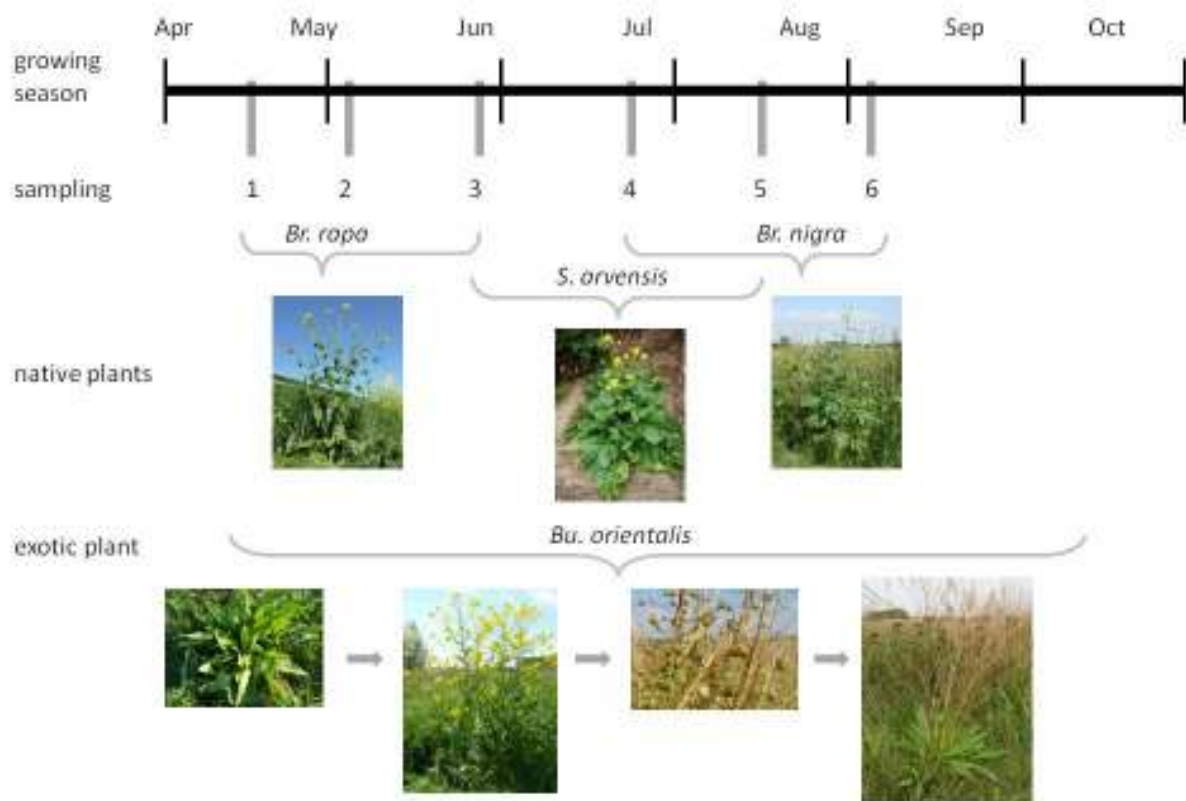 Apr May Jun Jul Aug Sep Oct
growing
season
sampling 1 2 3 4 5 6
Br. rapa Br. nigra
S. arvensis
native plants
Bu. orientalis
exotic plant